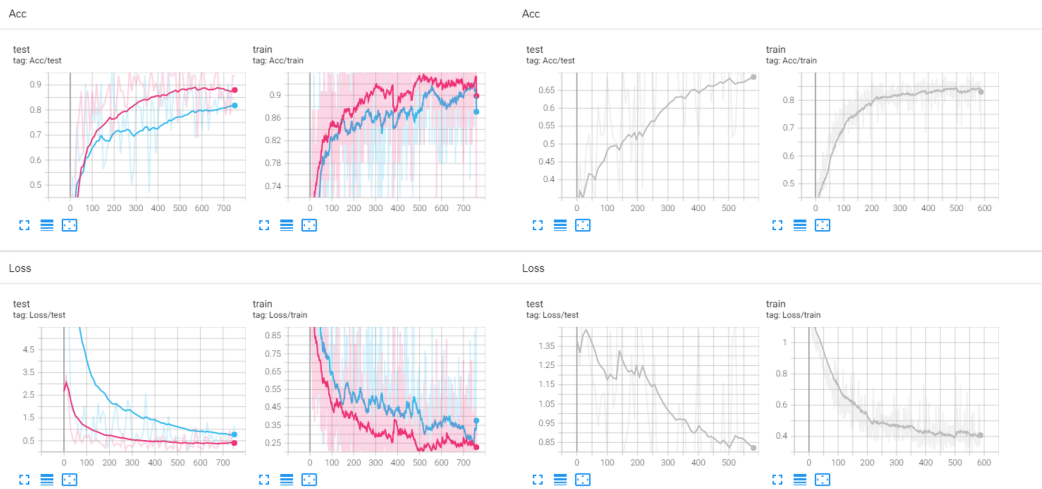 Acc
Acc
test
tag: Acc/test
0.9
0.8
0.7
0.6
0.5
0 100 200 300 400 500 600 700
train
tag: Acc/train
0.9
0.86
0.82
0.78
0.74
0 100 200 300 400 500 600 700
test
tag: Acc/test
0.65
0.6
0.55
0.5
0.45
0.4
0 100 200 300 400 500
train
tag: Acc/train
0.8
0.7
0.6
0.5
0 100 200 300 400 500 600
Loss
Loss
test
tag: Loss/test
4.5
3.5
2.5
1.5
0.5
0 100 200 300 400 500 600 700
train
tag: Loss/train
0.85
0.75
0.65
0.55
0.45
0.35
0.25
0 100 200 300 400 500 600 700
test
tag: Loss/test
1.35
1.25
1.15
1.05
0.95
0.85
0 100 200 300 400 500
train
tag: Loss/train
1
0.8
0.6
0.4
0 100 200 300 400 500 600